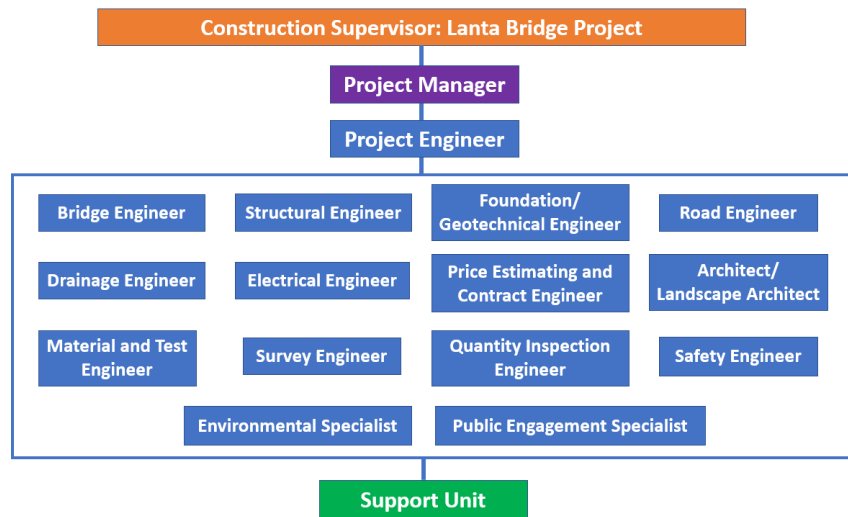 Construction Supervisor: Lanta Bridge Project
Project Manager
Project Engineer
Bridge Engineer
Structural Engineer
Foundation/
Geotechnical Engineer
Road Engineer
Drainage Engineer
Electrical Engineer
Price Estimating and
Contract Engineer
Architect/
Landscape Architect
Material and Test
Engineer
Survey Engineer
Quantity Inspection
Engineer
Safety Engineer
Environmental Specialist
Public Engagement Specialist
Support Unit